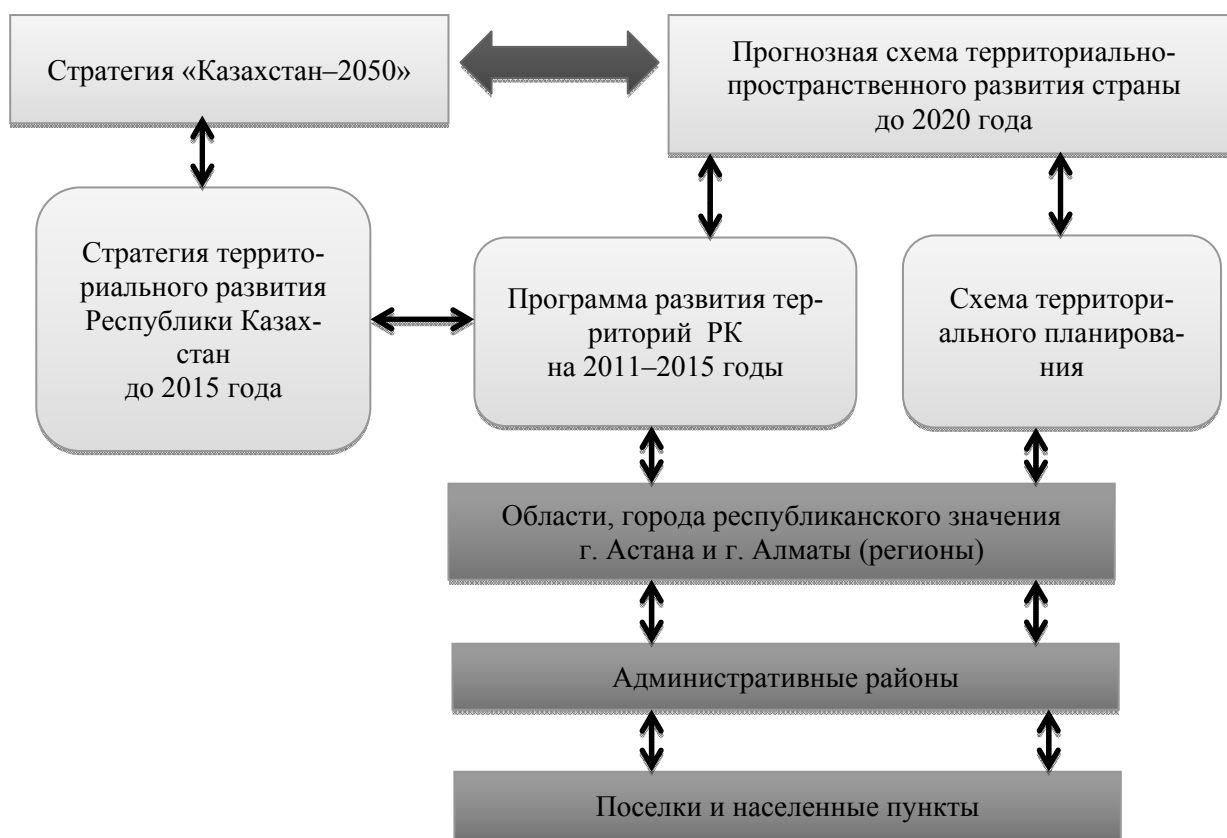 Стратегия «Казахстан–2050»
Прогнозная схема территориально-
пространственного развития страны
до 2020 года
Стратегия террито-
риального развития
Республики Казах-
стан
до 2015 года
Программа развития тер-
риторий РК
на 2011–2015 годы
Схема территори-
ального планирова-
ния
Области, города республиканского значения
г. Астана и г. Алматы (регионы)
Административные районы
Поселки и населенные пункты